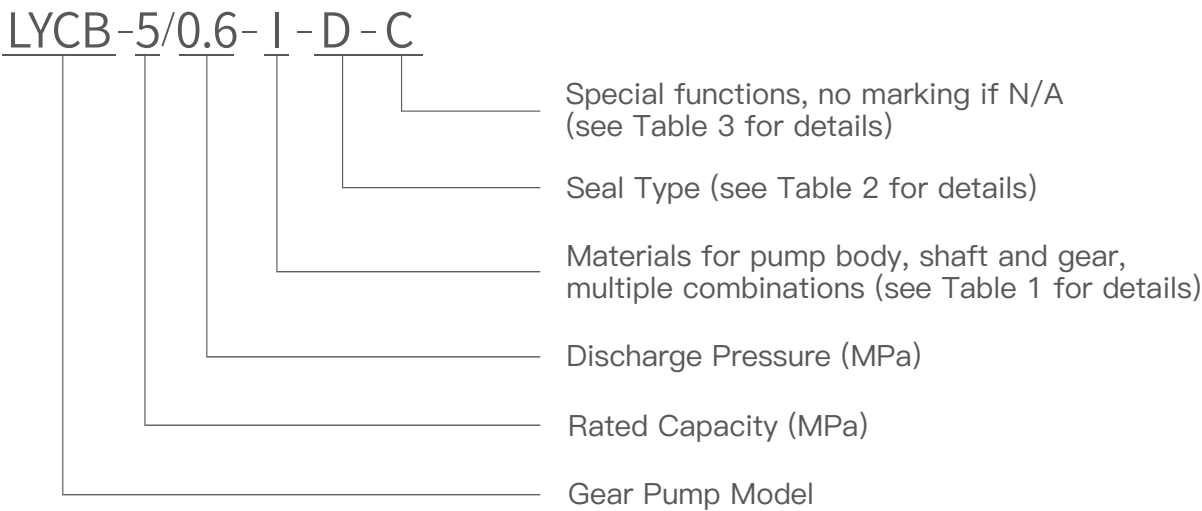 LYCB-5/0.6-I-D-C
Special functions, no marking if N/A
(see Table 3 for details)
Seal Type (see Table 2 for details)
Materials for pump body, shaft and gear,
multiple combinations (see Table 1 for details)
Discharge Pressure (MPa)
Rated Capacity (MPa)
Gear Pump Model